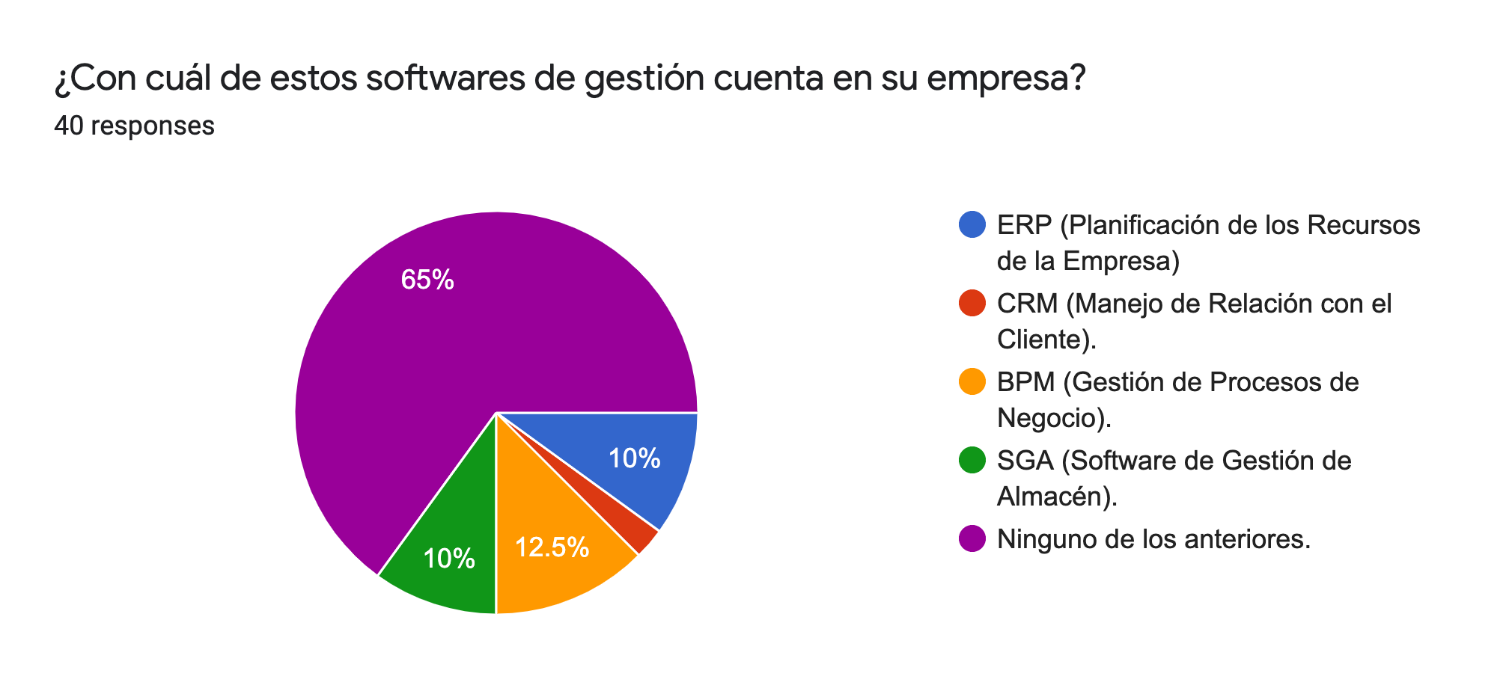 ¿Con cuál de estos softwares de gestión cuenta en su empresa?
40 responses
65%
10%
12.5%
10%
ERP (Planificación de los Recursos
de la Empresa)
CRM (Manejo de Relación con el
Cliente).
BPM (Gestión de Procesos de
Negocio).
SGA (Software de Gestión de
Almacén).
Ninguno de los anteriores.